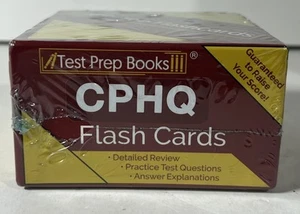 Test Prep Books
®
Guaranteed
to Raise
Your Score!
CPHQ
Flash Cards
• Detailed Review
• Practice Test Questions
• Answer Explanations